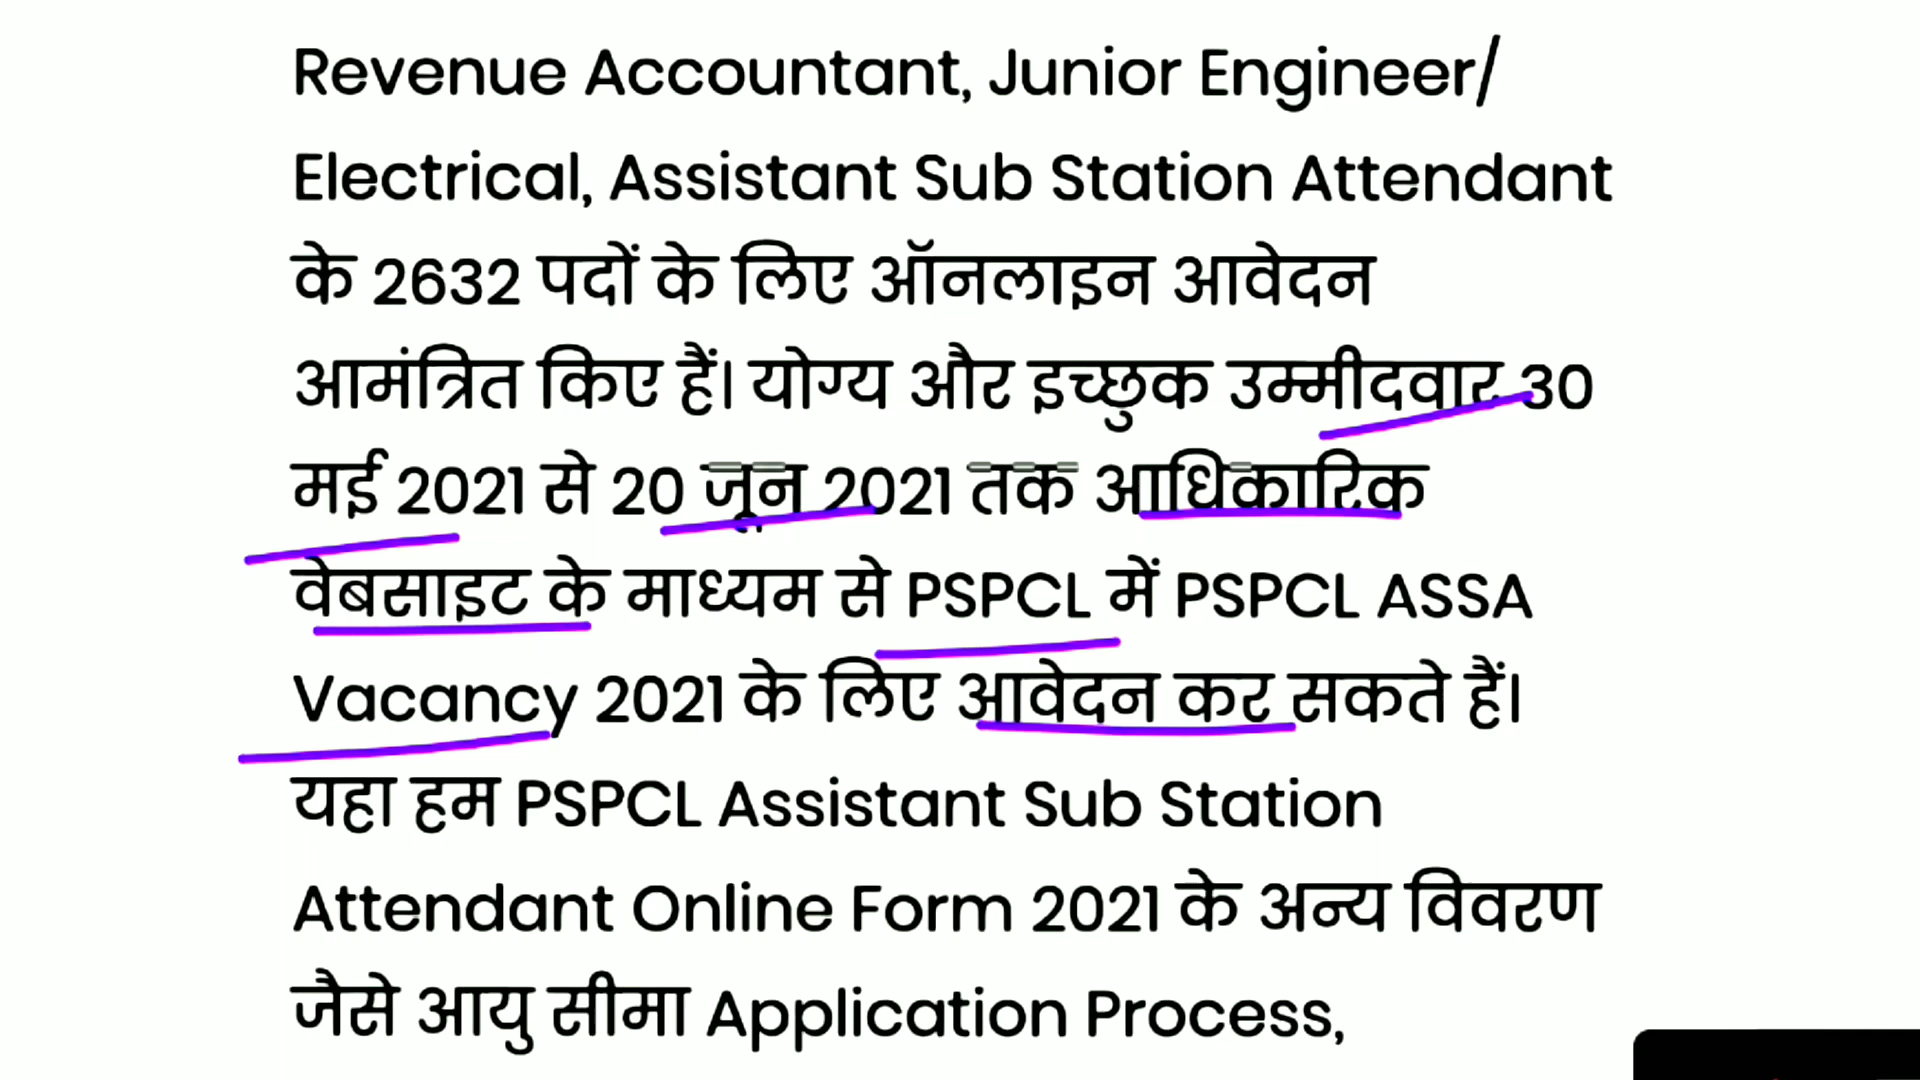 Revenue Accountant, Junior Engineer/
Electrical, Assistant Sub Station Attendant
के 2632 पदों के लिए ऑनलाइन आवेदन
आमंत्रित किए हैं। योग्य और इच्छुक उम्मीदवार 30
मई 2021 से 20 जून 2021 तक आधिकारिक
वेबसाइट के माध्यम से PSPCL में PSPCL ASSA
Vacancy 2021 के लिए आवेदन कर सकते हैं।
यहा हम PSPCL Assistant Sub Station
Attendant Online Form 2021 के अन्य विवरण
जैसे आयु सीमा Application Process,